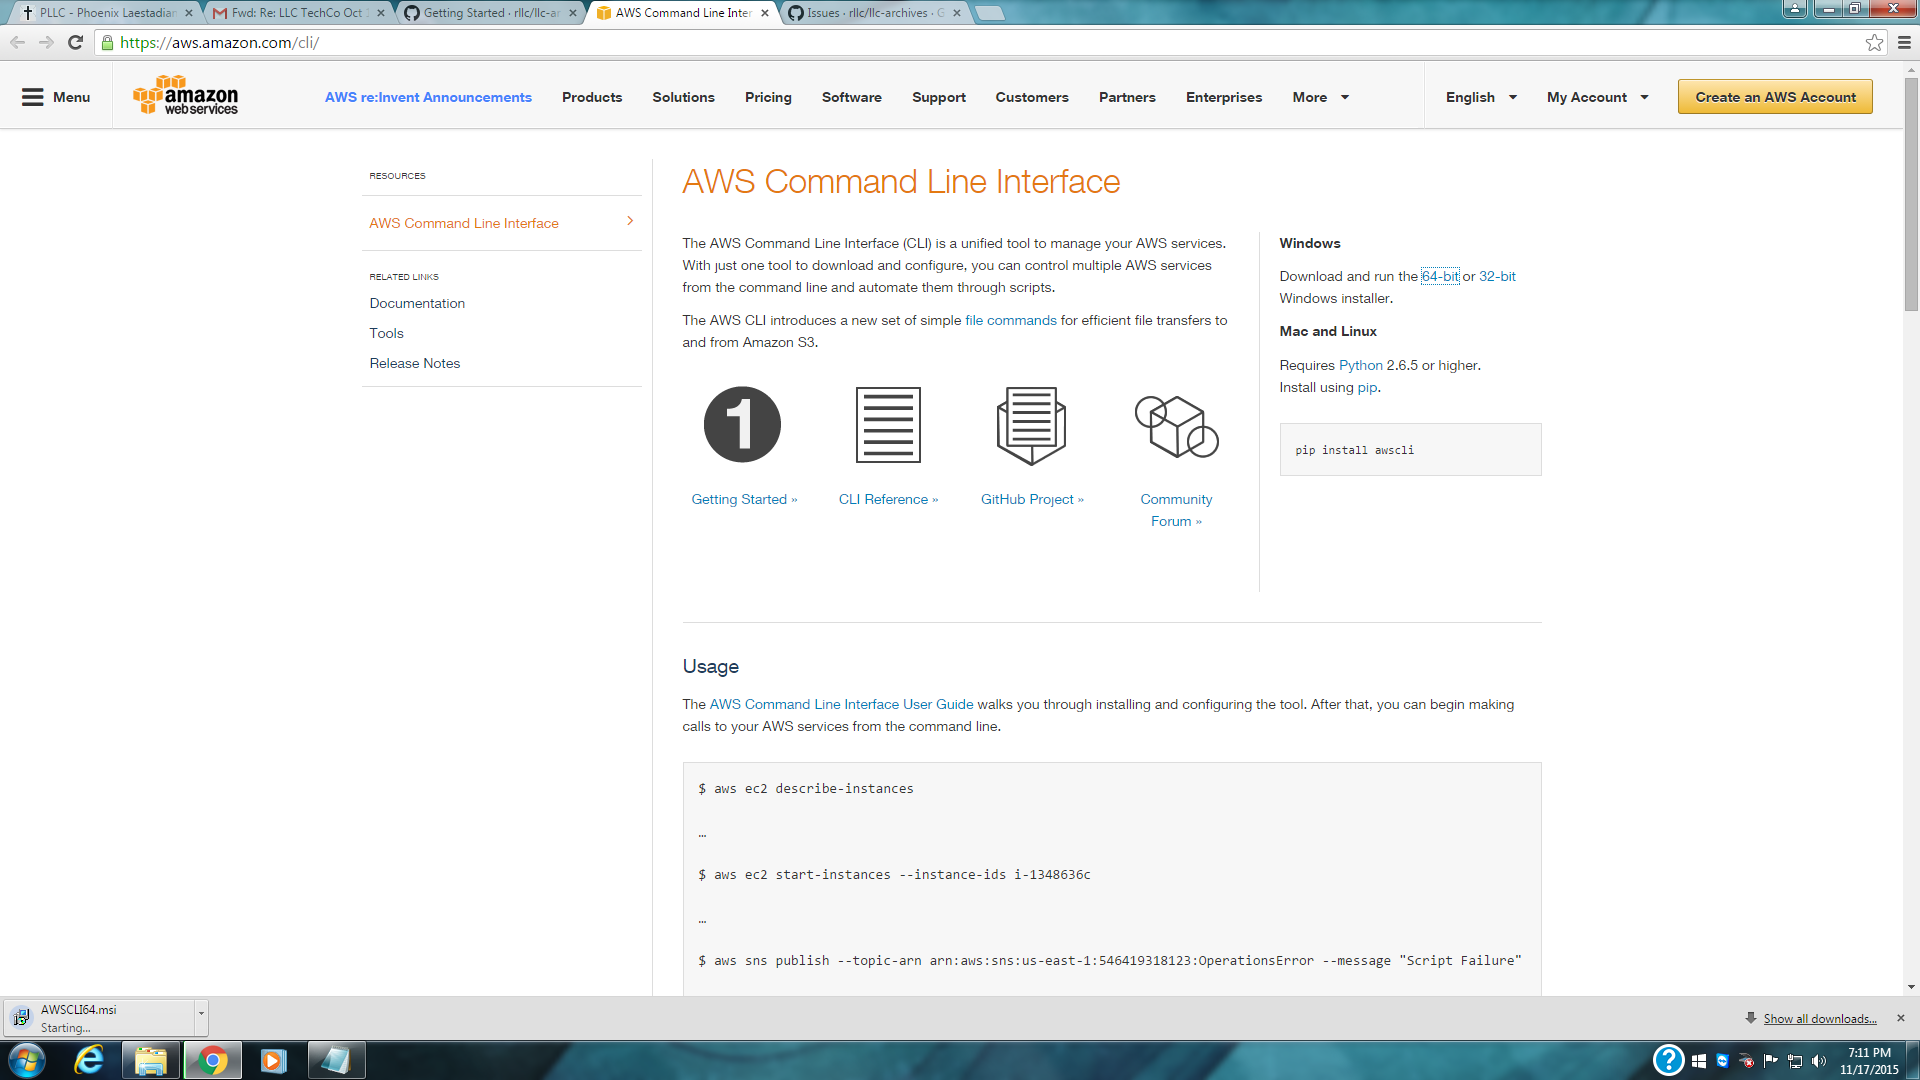 PLLC - Phoenix Laestadian
Fwd: Re: LLC TechCo Oct 1
Getting Started · rllc/llc-ar
AWS Command Line Inter
Issues · rllc/llc-archives · G
https://aws.amazon.com/cli/
Menu
amazon
web services
AWS re:Invent Announcements
Products
Solutions
Pricing
Software
Support
Customers
Partners
Enterprises
More
English
My Account
Create an AWS Account
RESOURCES
AWS Command Line Interface
RELATED LINKS
Documentation
Tools
Release Notes
AWS Command Line Interface
The AWS Command Line Interface (CLI) is a unified tool to manage your AWS services.
With just one tool to download and configure, you can control multiple AWS services
from the command line and automate them through scripts.
The AWS CLI introduces a new set of simple file commands for efficient file transfers to
and from Amazon S3.
1
Getting Started »
CLI Reference »
GitHub Project »
Community
Forum »
Windows
Download and run the 64-bit or 32-bit
Windows installer.
Mac and Linux
Requires Python 2.6.5 or higher.
Install using pip.
pip install awscli
Usage
The AWS Command Line Interface User Guide walks you through installing and configuring the tool. After that, you can begin making
calls to your AWS services from the command line.
$ aws ec2 describe-instances
…
$ aws ec2 start-instances --instance-ids i-1348636c
…
$ aws sns publish --topic-arn arn:aws:sns:us-east-1:546419318123:OperationsError --message "Script Failure"
AWSCLI64.msi
Starting...
Show all downloads...
7:11 PM
11/17/2015